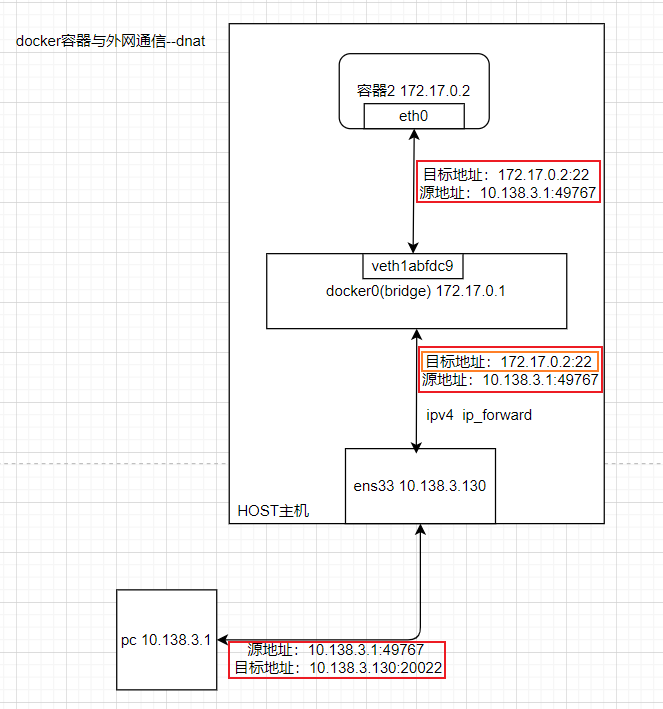 docker容器与外网通信--dnat
容器2 172.17.0.2
eth0
目标地址：172.17.0.2:22
源地址：10.138.3.1:49767
veth1abfdc9
docker0(bridge) 172.17.0.1
目标地址：172.17.0.2:22
源地址：10.138.3.1:49767
ipv4 ip_forward
ens33 10.138.3.130
HOST主机
pc 10.138.3.1
源地址：10.138.3.1:49767
目标地址：10.138.3.130:20022